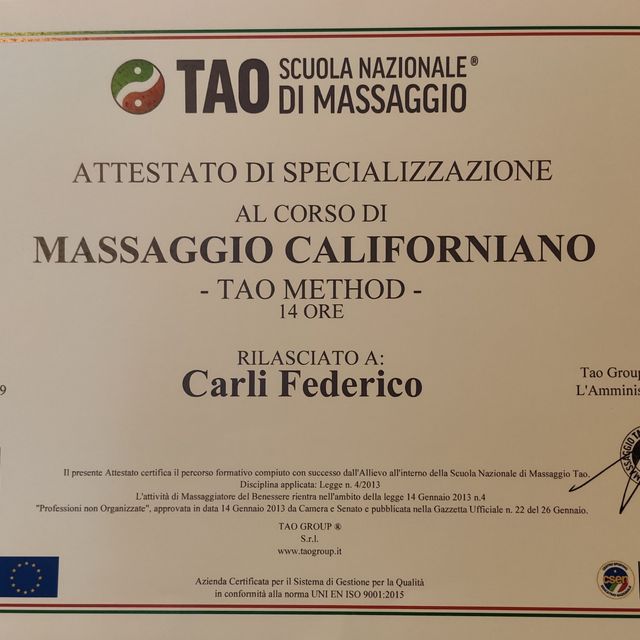 TAO SCUOLA NAZIONALE®
DI MASSAGGIO
ATTESTATO DI SPECIALIZZAZIONE
AL CORSO DI
MASSAGGIO CALIFORNIANO
- TAO METHOD -
14 ORE
RILASCIATO A:
Carli Federico
9
Tao Group
L'Amminis
MASSAGGIO TA
Il presente Attestato certifica il percorso formativo compiuto con successo dall'Allievo all'interno della Scuola Nazionale di Massaggio Tao.
Disciplina applicata: Legge n. 4/2013
L'attività di Massaggiatore del Benessere rientra nell'ambito della legge 14 Gennaio 2013 n.4
"Professioni non Organizzate", approvata in data 14 Gennaio 2013 da Camera e Senato e pubblicata nella Gazzetta Ufficiale n. 22 del 26 Gennaio.
TAO GROUP ®
S.r.l.
www.taogroup.it
Azienda Certificata per il Sistema di Gestione per la Qualità
in conformità alla norma UNI EN ISO 9001:2015
csen